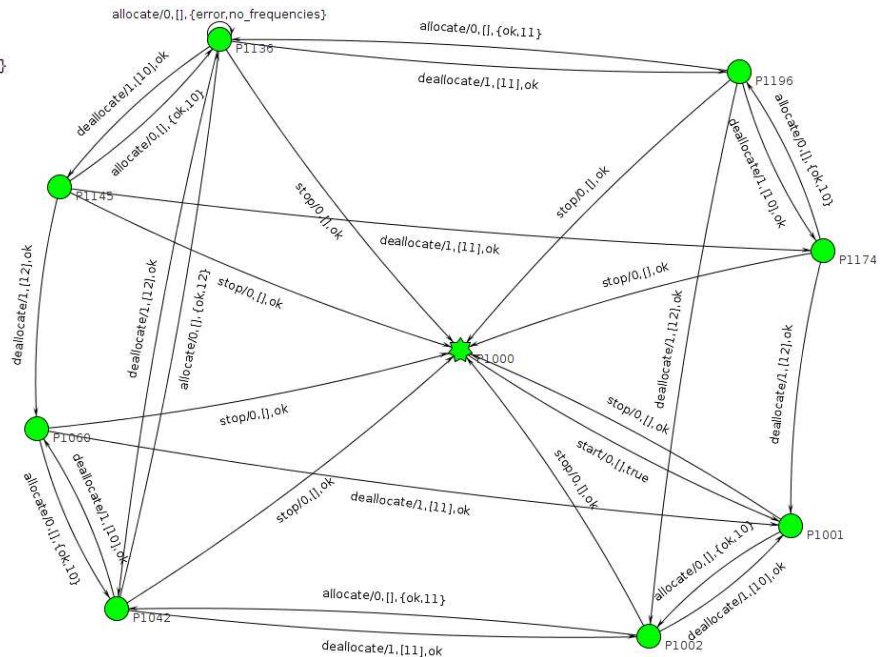 allocate/0,[],{error,no_frequencies}
P1136
allocate/0,[],{ok,11}
}
deallocate/1,[10],ok
deallocate/1,[11],ok
P1196
allocate/0,[],{ok,10}
deallocate/1,[10],ok
allocate/0,[],{ok,10}
stop/0,[],ok
stop/0,[],ok
P1145
deallocate/1,[11],ok
P1174
deallocate/1,[12],ok
deallocate/1,[12],ok
allocate/0,[],{ok,12}
stop/0,[],ok
stop/0,[],ok
deallocate/1,[12],ok
deallocate/1,[12],ok
P1000
stop/0,[],ok
stop/0,[],ok
start/0,[],true
P1060
allocate/0,[],{ok,10}
deallocate/1,[10],ok
stop/0,[],ok
deallocate/1,[11],ok
stop/0,[],ok
P1001
allocate/0,[],{ok,10}
deallocate/1,[10],ok
allocate/0,[],{ok,11}
P1042
deallocate/1,[11],ok
P1002